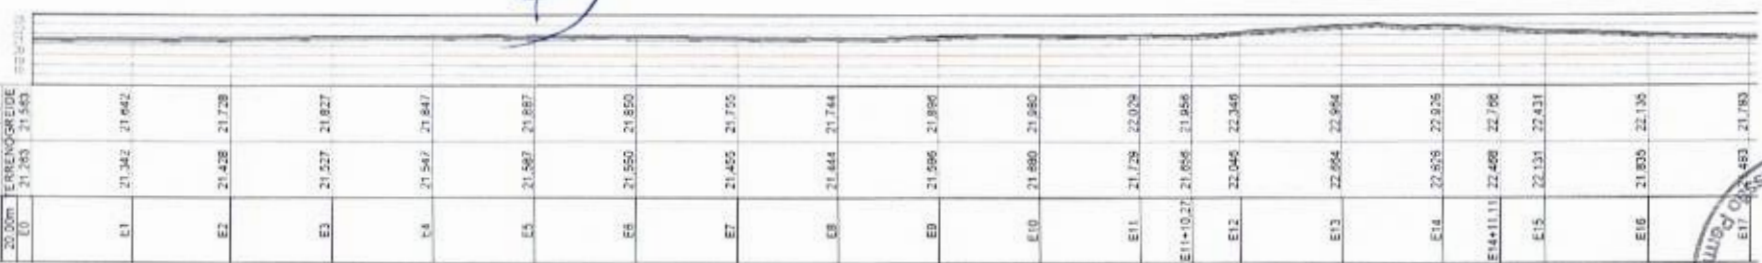 GREIDE 21.583 21.642 21.728 21.827 21.847 21.887 21.850 21.755 21.744 21.896 21.980 22.029 21.956 22.346 22.964 22.926 22.766 22.431 22.135 21.783
TERRENO 21.283 21.342 21.428 21.527 21.547 21.587 21.550 21.455 21.444 21.596 21.680 21.729 21.656 22.046 22.664 22.626 22.466 22.131 21.835
20.00m E0 E1 E2 E3 E4 E5 E6 E7 E8 E9 E10 E11 E11+10,27 E12 E13 E14 E14+11,11 E15 E16 E17